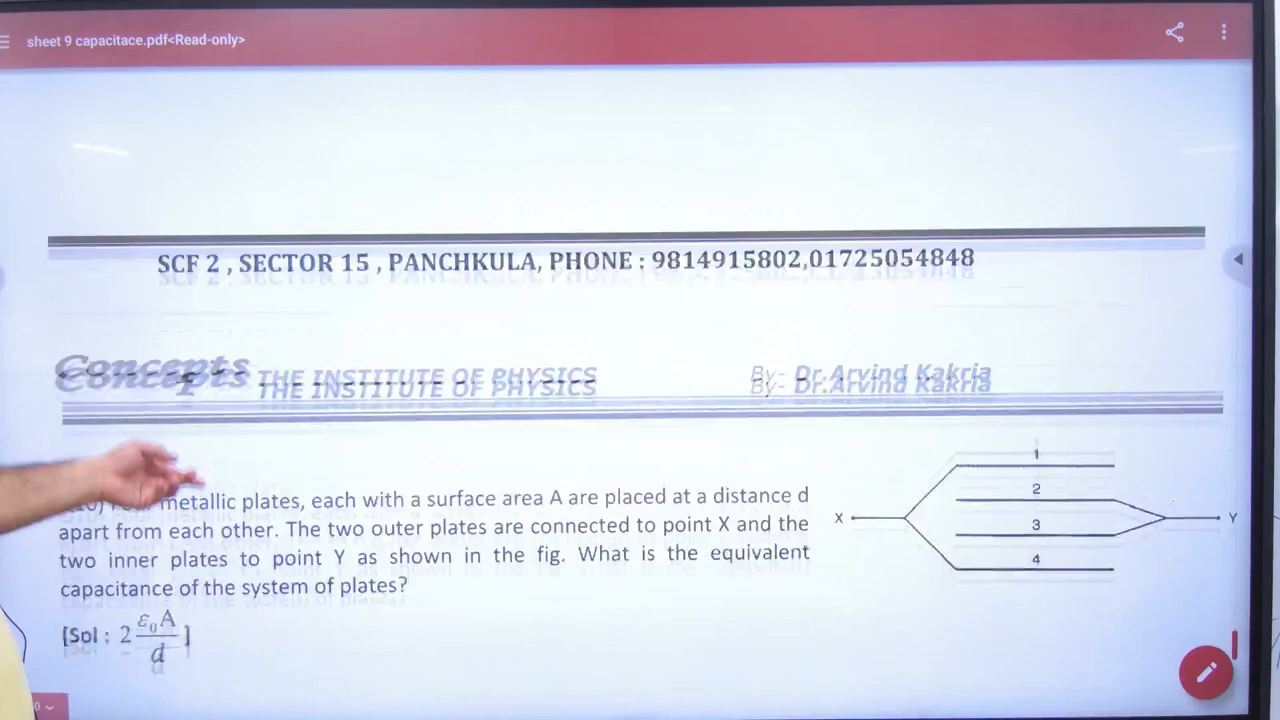 sheet 9 capacitace.pdf<Read-only>
SCF 2 , SECTOR 15 , PANCHKULA, PHONE : 9814915802,01725054848
Concepts THE INSTITUTE OF PHYSICS By:- Dr.Arvind Kakria
metallic plates, each with a surface area A are placed at a distance d
apart from each other. The two outer plates are connected to point X and the
two inner plates to point Y as shown in the fig. What is the equivalent
capacitance of the system of plates?
[Sol : 2 ε₀A/d ]
1
2
X 3 Y
4